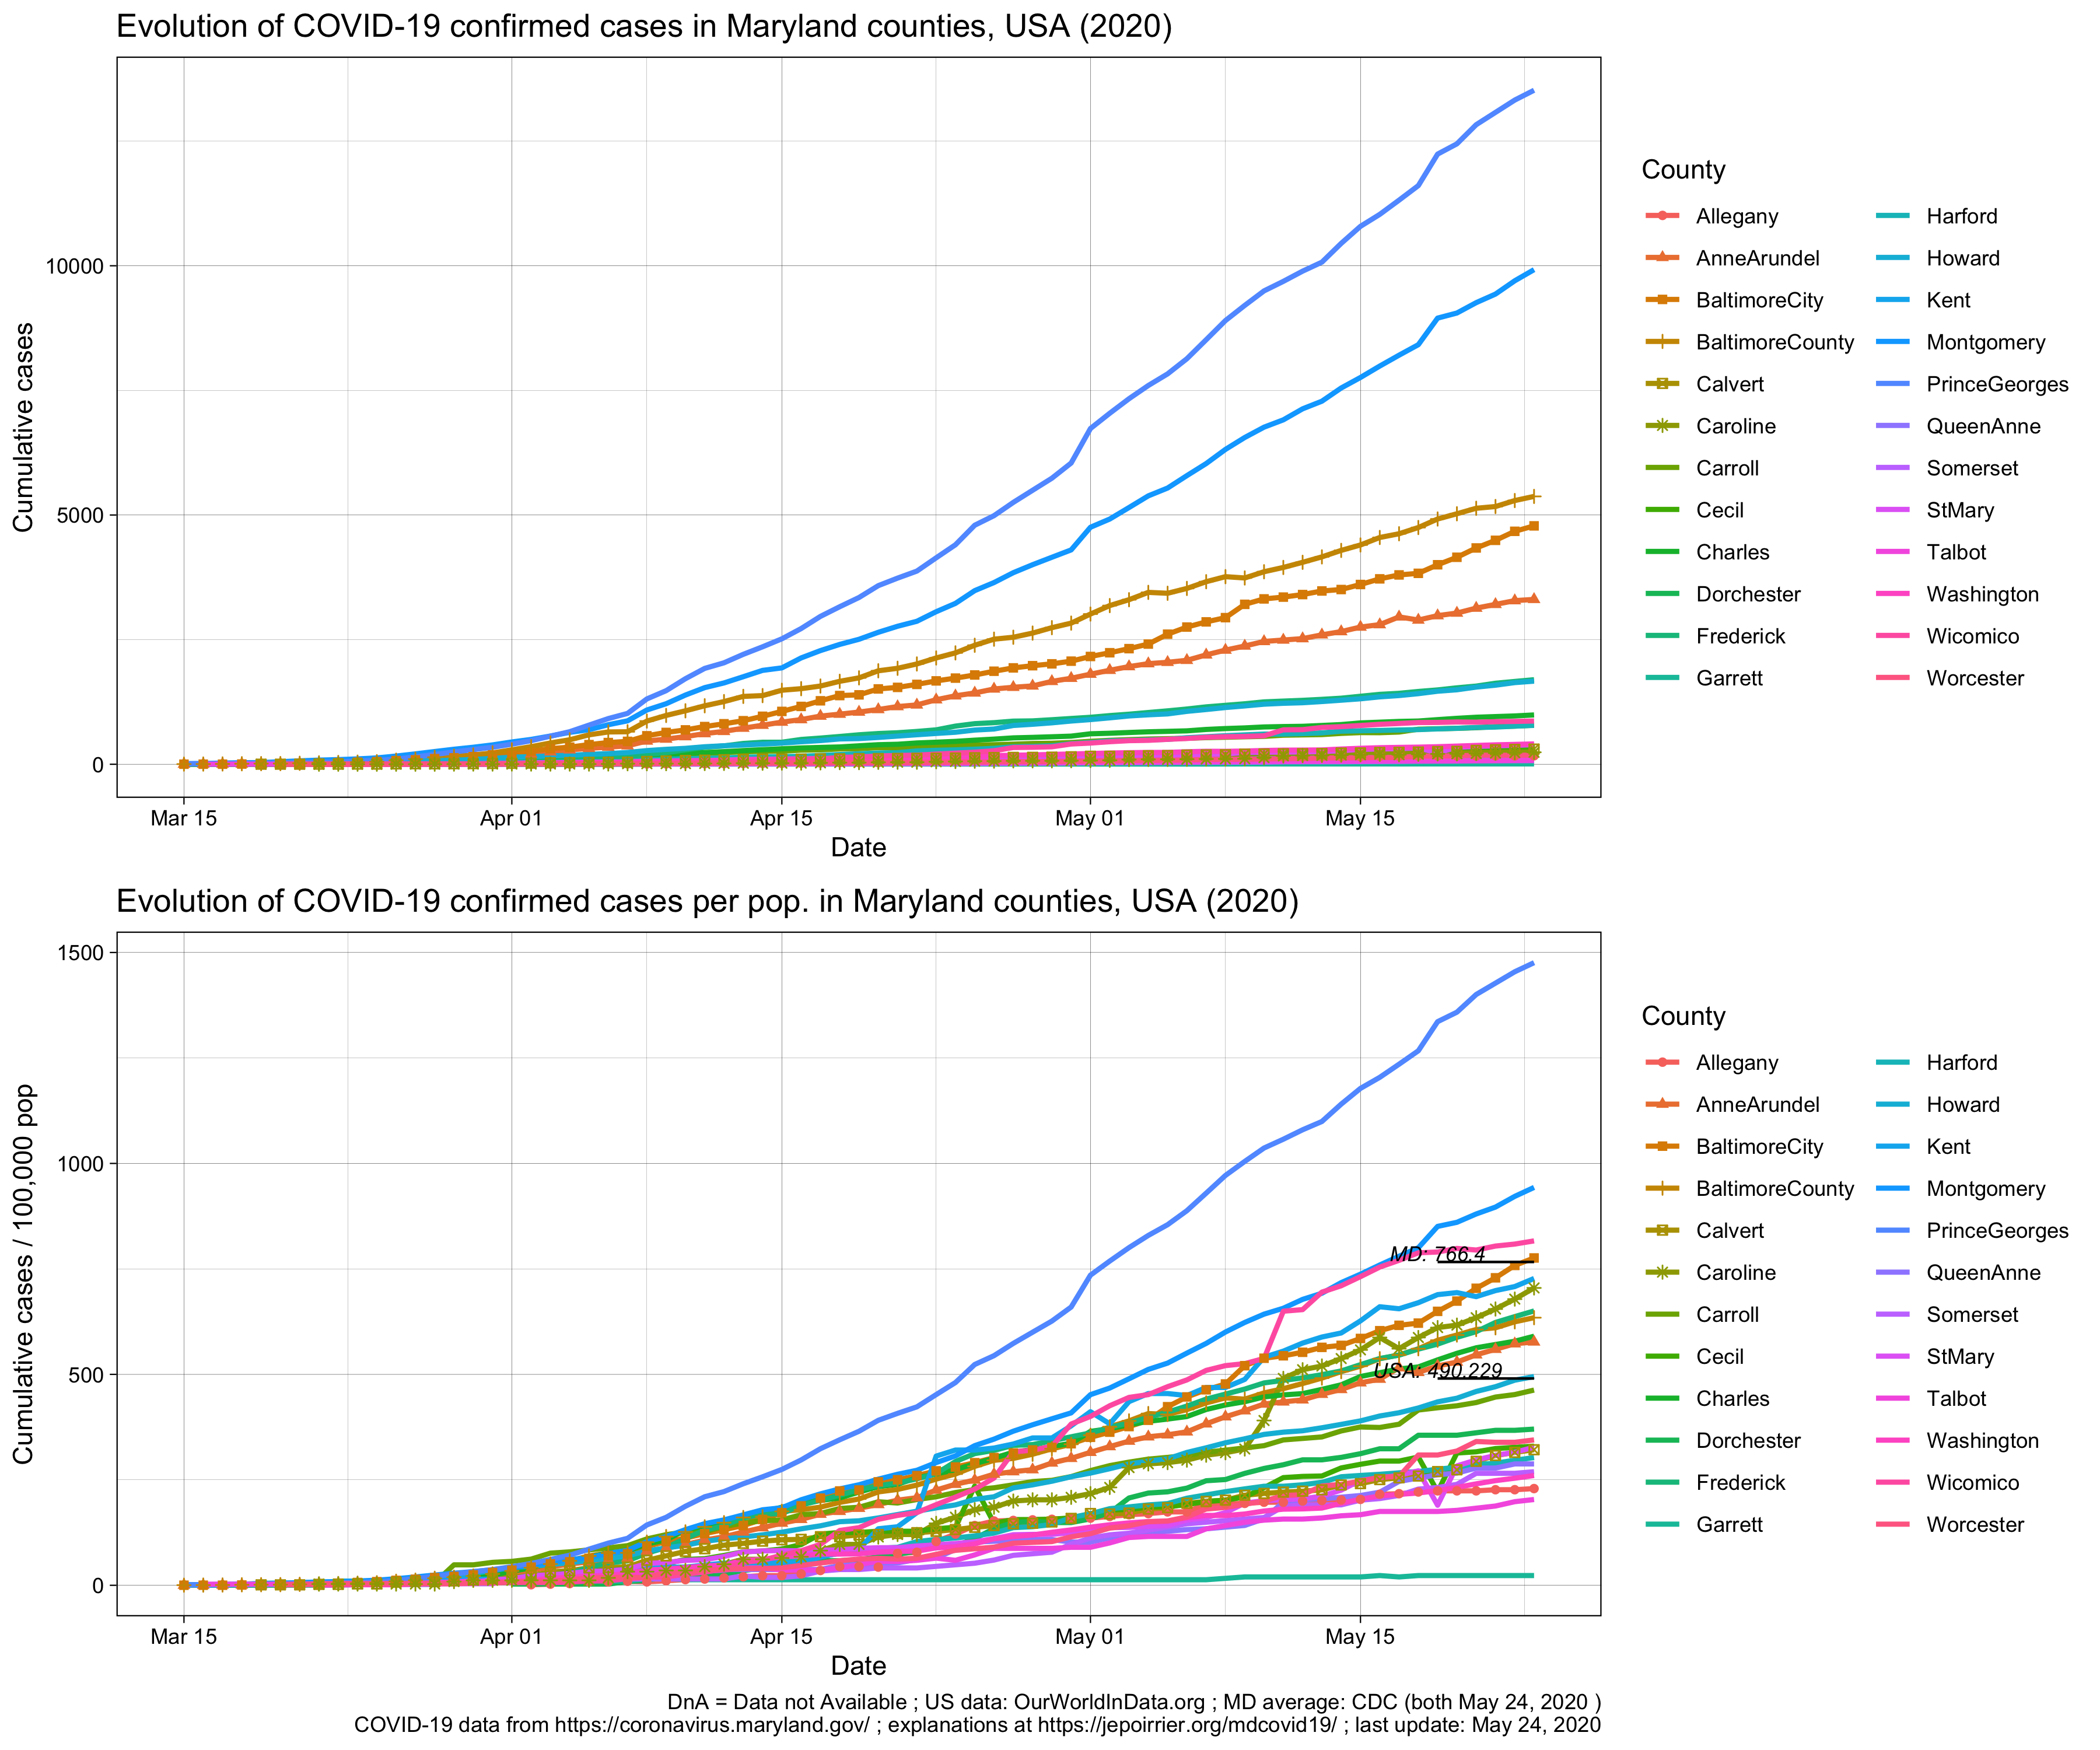 Evolution of COVID-19 confirmed cases in Maryland counties, USA (2020)
Cumulative cases
10000
5000
0
Mar 15
Apr 01
Apr 15
May 01
May 15
Date
County
Allegany
AnneArundel
BaltimoreCity
BaltimoreCounty
Calvert
Caroline
Carroll
Cecil
Charles
Dorchester
Frederick
Garrett
Harford
Howard
Kent
Montgomery
PrinceGeorges
QueenAnne
Somerset
StMary
Talbot
Washington
Wicomico
Worcester
Evolution of COVID-19 confirmed cases per pop. in Maryland counties, USA (2020)
Cumulative cases / 100,000 pop
1500
1000
500
0
MD: 766.4
USA: 490.229
Mar 15
Apr 01
Apr 15
May 01
May 15
Date
County
Allegany
AnneArundel
BaltimoreCity
BaltimoreCounty
Calvert
Caroline
Carroll
Cecil
Charles
Dorchester
Frederick
Garrett
Harford
Howard
Kent
Montgomery
PrinceGeorges
QueenAnne
Somerset
StMary
Talbot
Washington
Wicomico
Worcester
DnA = Data not Available ; US data: OurWorldInData.org ; MD average: CDC (both May 24, 2020 )
COVID-19 data from https://coronavirus.maryland.gov/ ; explanations at https://jepoirrier.org/mdcovid19/ ; last update: May 24, 2020